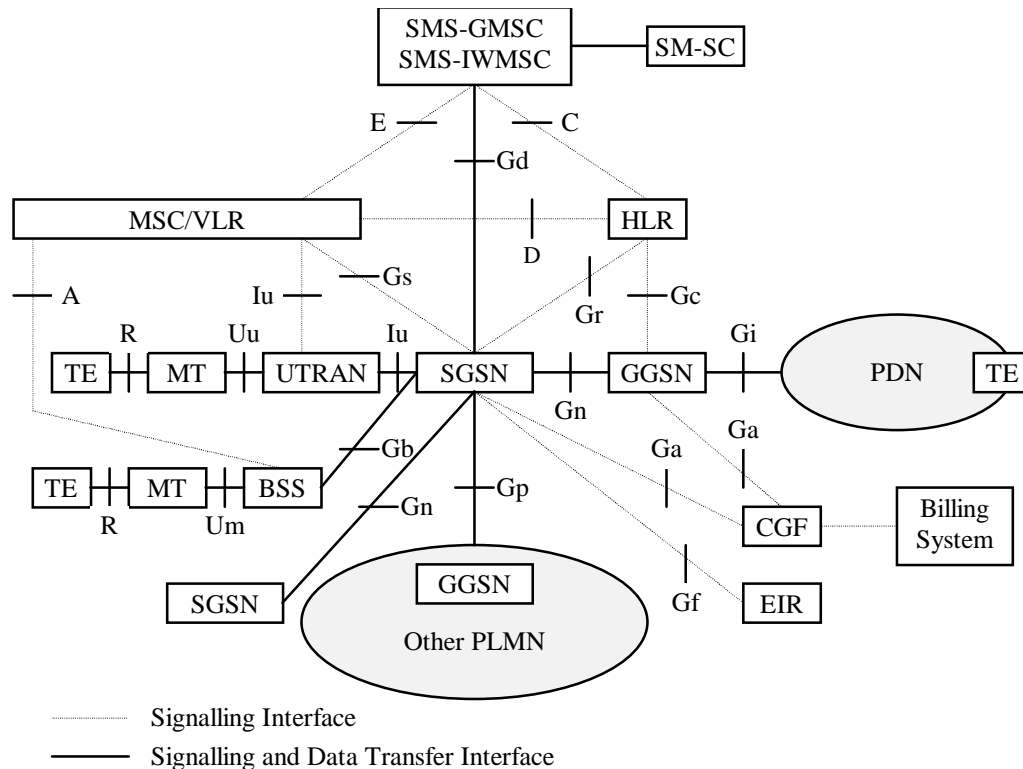 SMS-GMSC
SMS-IWMSC
SM-SC
E
C
Gd
MSC/VLR
HLR
D
A
Iu
Gs
Gr
Gc
R
Uu
Iu
Gi
TE
MT
UTRAN
SGSN
GGSN
PDN
TE
Gn
Ga
Ga
Gb
TE
MT
BSS
Gn
Gp
R
Um
CGF
Billing
System
SGSN
GGSN
Gf
EIR
Other PLMN
Signalling Interface
Signalling and Data Transfer Interface